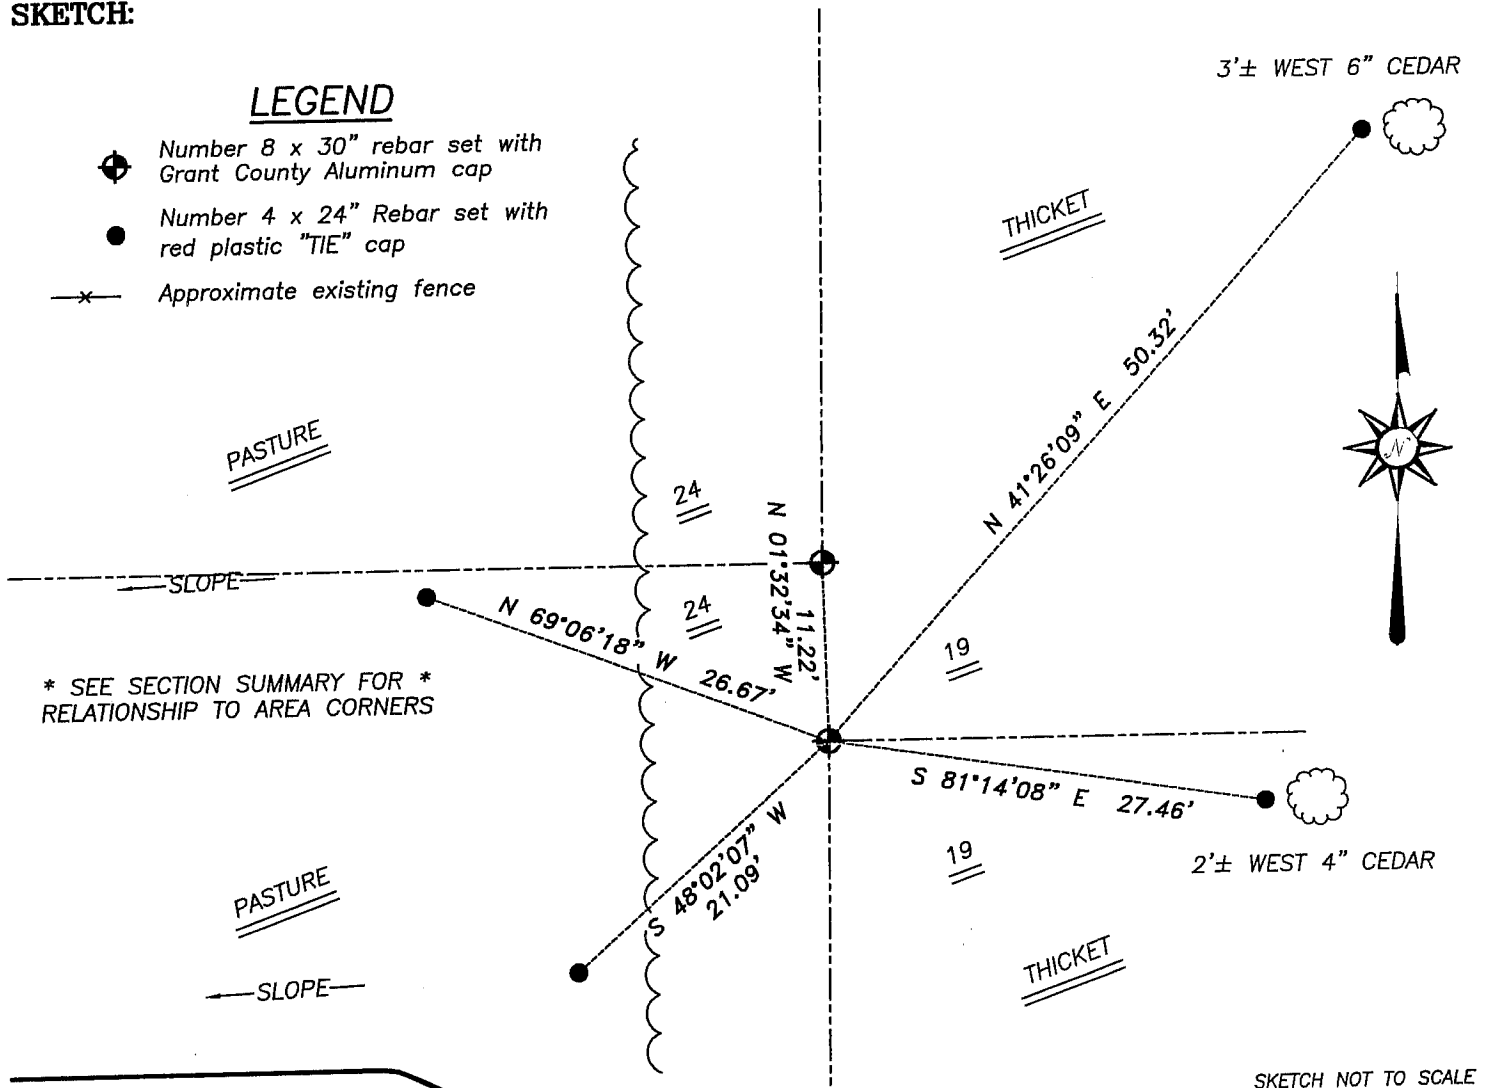 SKETCH:
3'± WEST 6" CEDAR
LEGEND
Number 8 x 30" rebar set with
Grant County Aluminum cap
Number 4 x 24" Rebar set with
red plastic "TIE" cap
Approximate existing fence
THICKET
50.32'
N 41°26'09" E
PASTURE
N
24
N 01°32'34" W
11.22'
SLOPE
24
N 69°06'18" W 26.67'
19
* SEE SECTION SUMMARY FOR *
RELATIONSHIP TO AREA CORNERS
S 81°14'08" E 27.46'
S 48°02'07" W
21.09'
19
2'± WEST 4" CEDAR
PASTURE
THICKET
SLOPE
SKETCH NOT TO SCALE